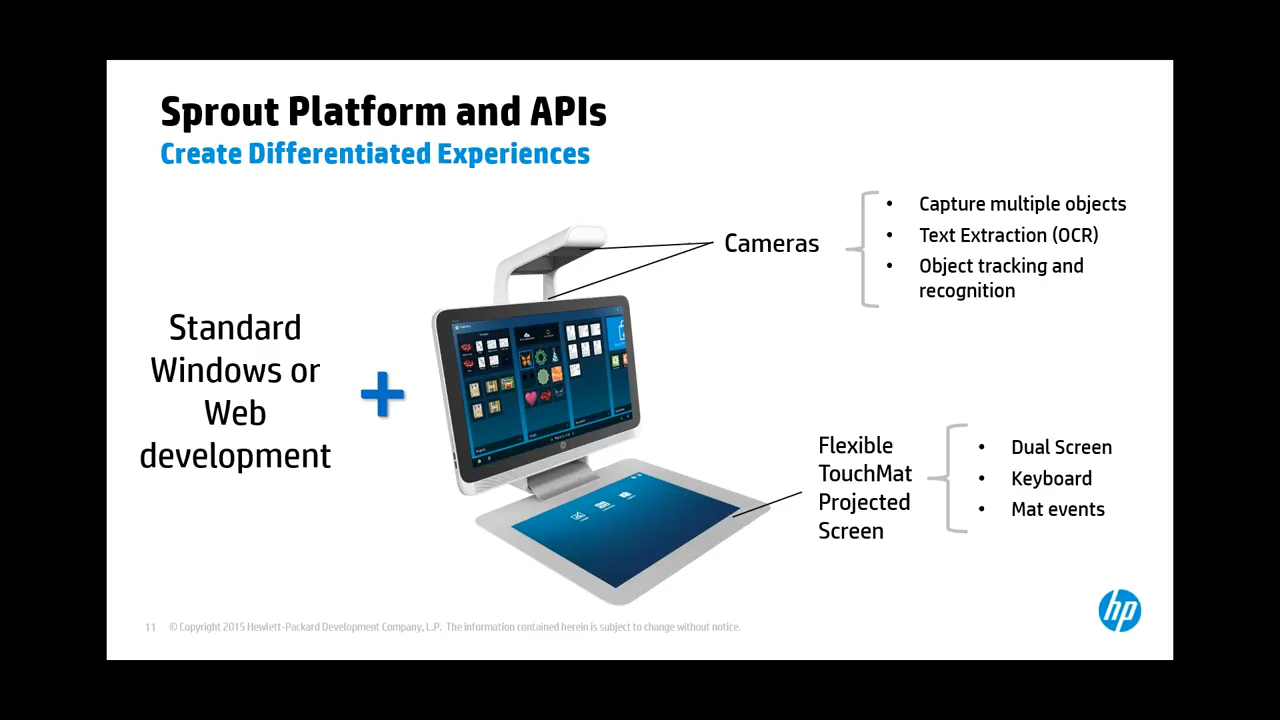 Sprout Platform and APIs
Create Differentiated Experiences
Standard
Windows or
Web
development
Cameras
• Capture multiple objects
• Text Extraction (OCR)
• Object tracking and
recognition
Flexible
TouchMat
Projected
Screen
• Dual Screen
• Keyboard
• Mat events
11 © Copyright 2015 Hewlett-Packard Development Company, L.P. The information contained herein is subject to change without notice.
hp